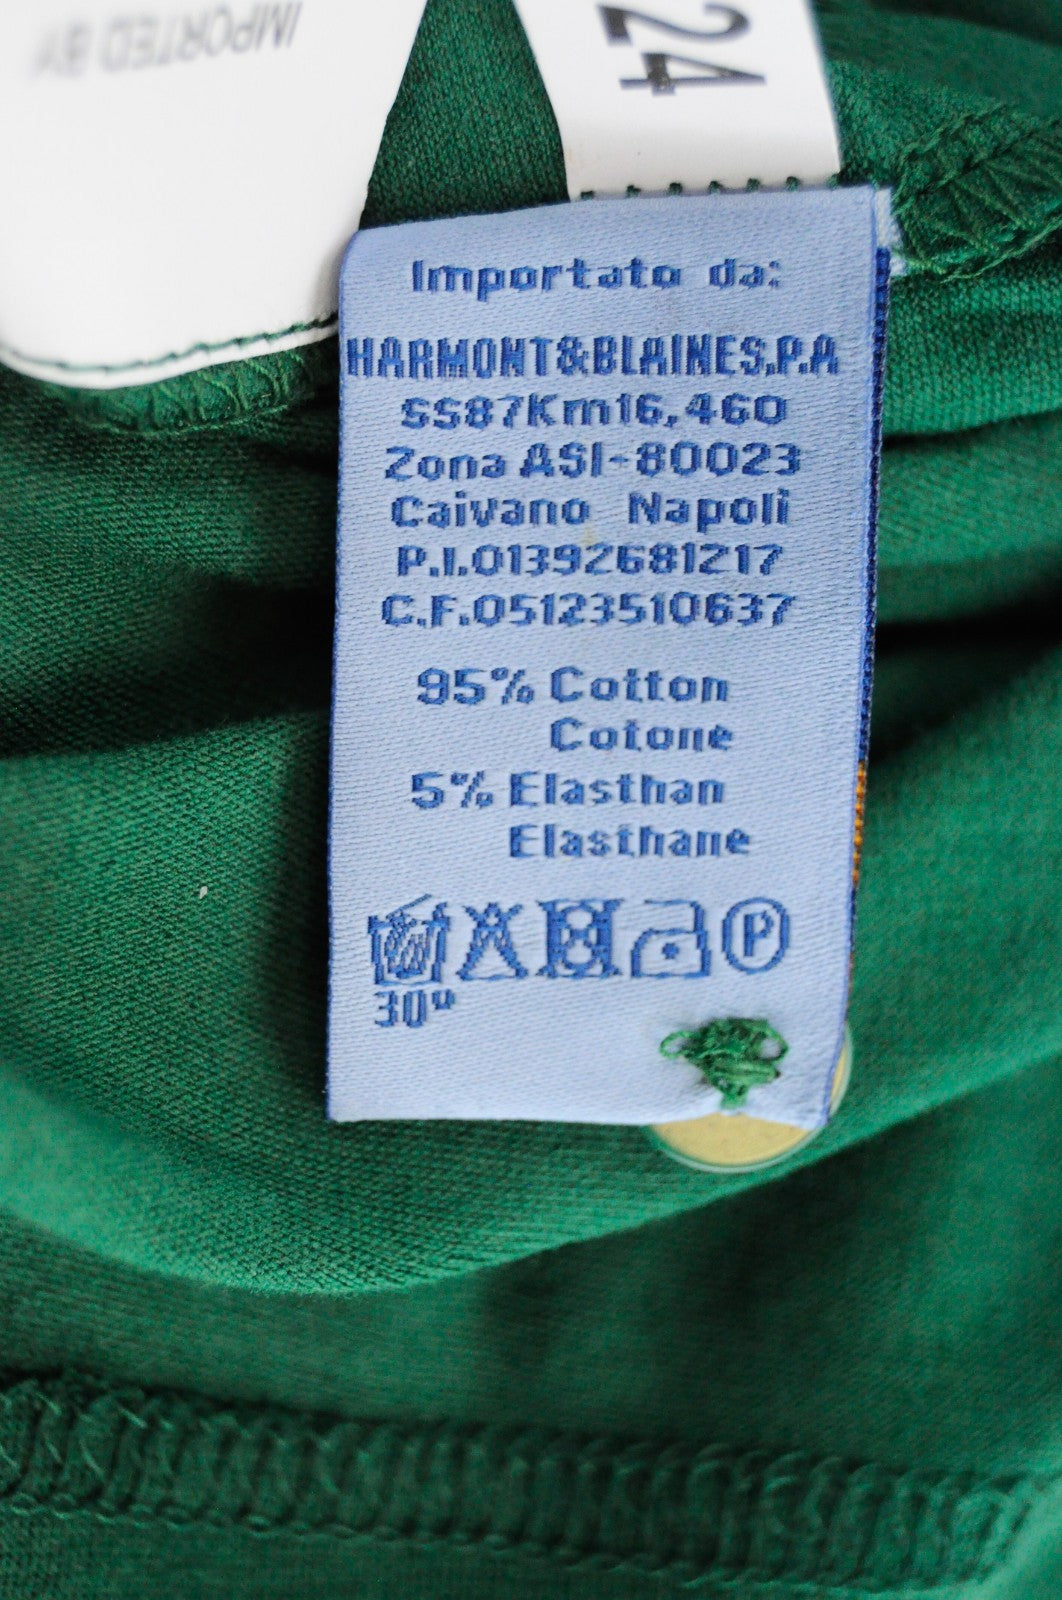 IMPORTED BY
24
Importato da:
HARMONT&BLAINES.P.A
SS87Km16,460
Zona ASI-80023
Caivano Napoli
P.I.01392681217
C.F.05123510637
95% Cotton
Cotone
5% Elasthan
Elasthane
P
30°